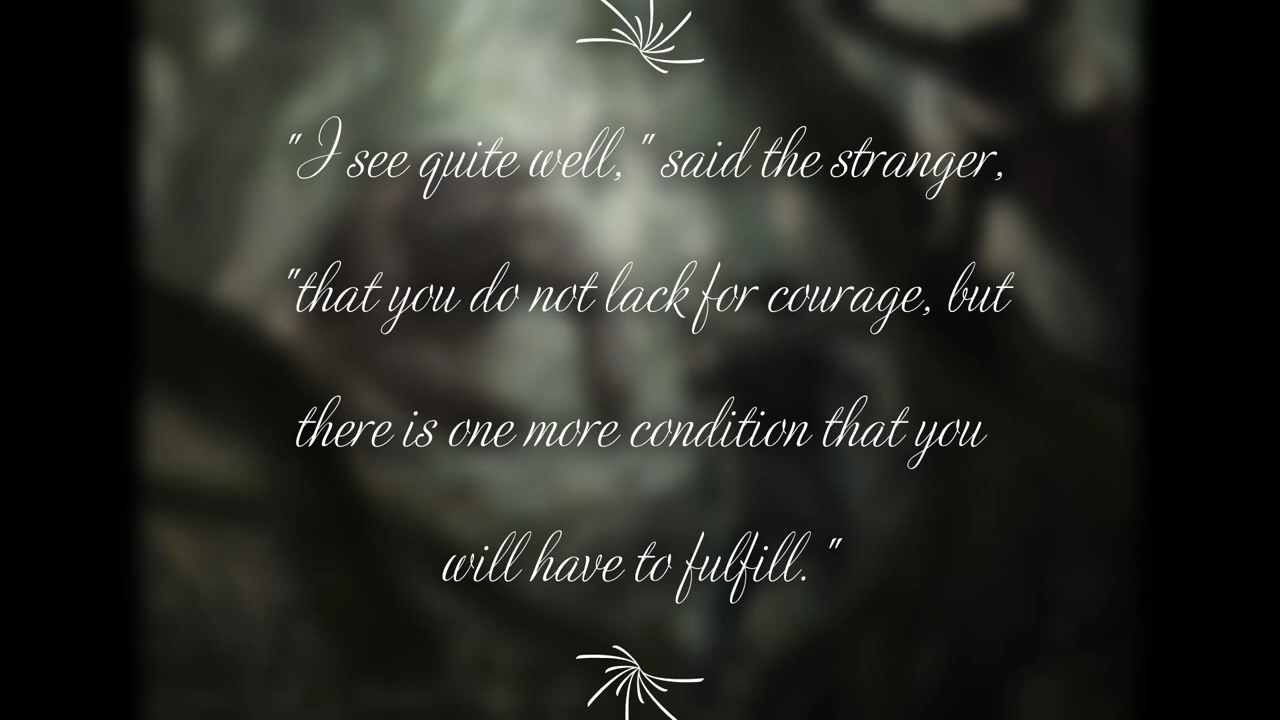 "I see quite well," said the stranger,
"that you do not lack for courage, but
there is one more condition that you
will have to fulfill."